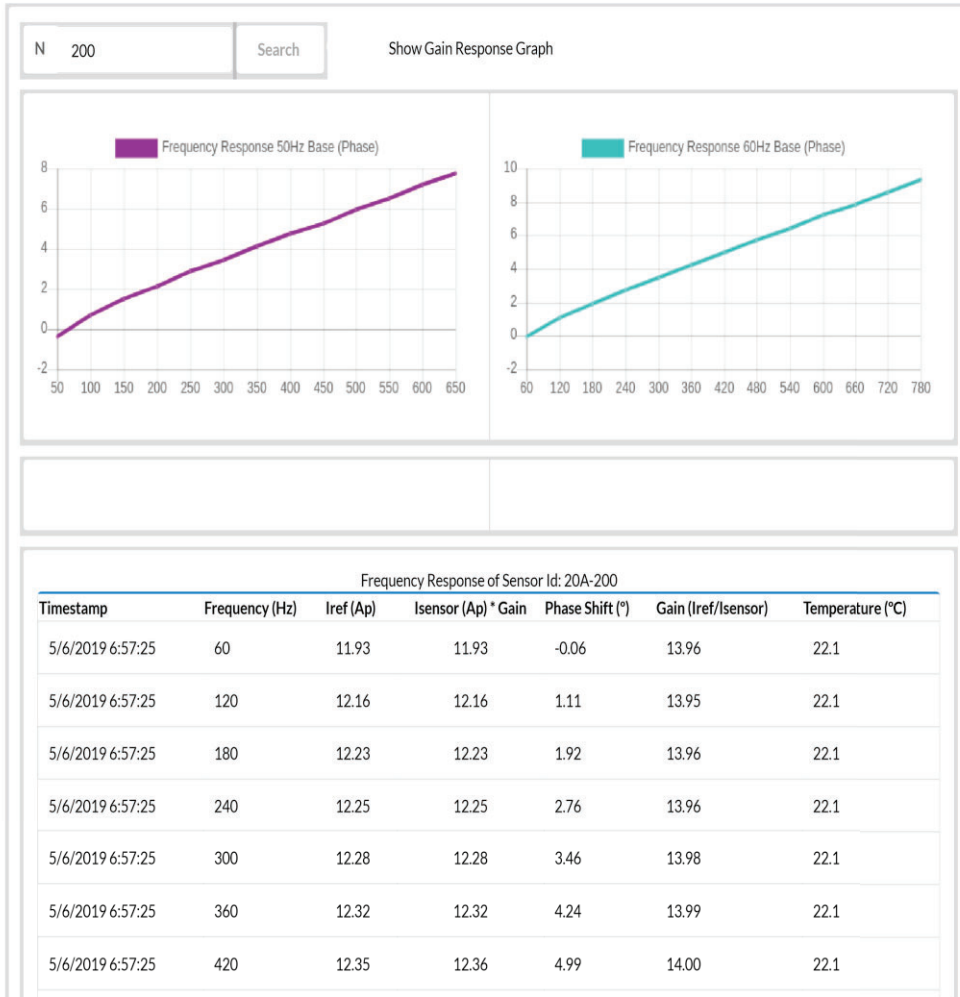 N 200 Search Show Gain Response Graph
Frequency Response 50Hz Base (Phase)
8
6
4
2
0
-2
50 100 150 200 250 300 350 400 450 500 550 600 650
Frequency Response 60Hz Base (Phase)
10
8
6
4
2
0
-2
60 120 180 240 300 360 420 480 540 600 660 720 780
Frequency Response of Sensor Id: 20A-200
Timestamp Frequency (Hz) Iref (Ap) Isensor (Ap) * Gain Phase Shift (°) Gain (Iref/Isensor) Temperature (°C)
5/6/2019 6:57:25 60 11.93 11.93 -0.06 13.96 22.1
5/6/2019 6:57:25 120 12.16 12.16 1.11 13.95 22.1
5/6/2019 6:57:25 180 12.23 12.23 1.92 13.96 22.1
5/6/2019 6:57:25 240 12.25 12.25 2.76 13.96 22.1
5/6/2019 6:57:25 300 12.28 12.28 3.46 13.98 22.1
5/6/2019 6:57:25 360 12.32 12.32 4.24 13.99 22.1
5/6/2019 6:57:25 420 12.35 12.36 4.99 14.00 22.1